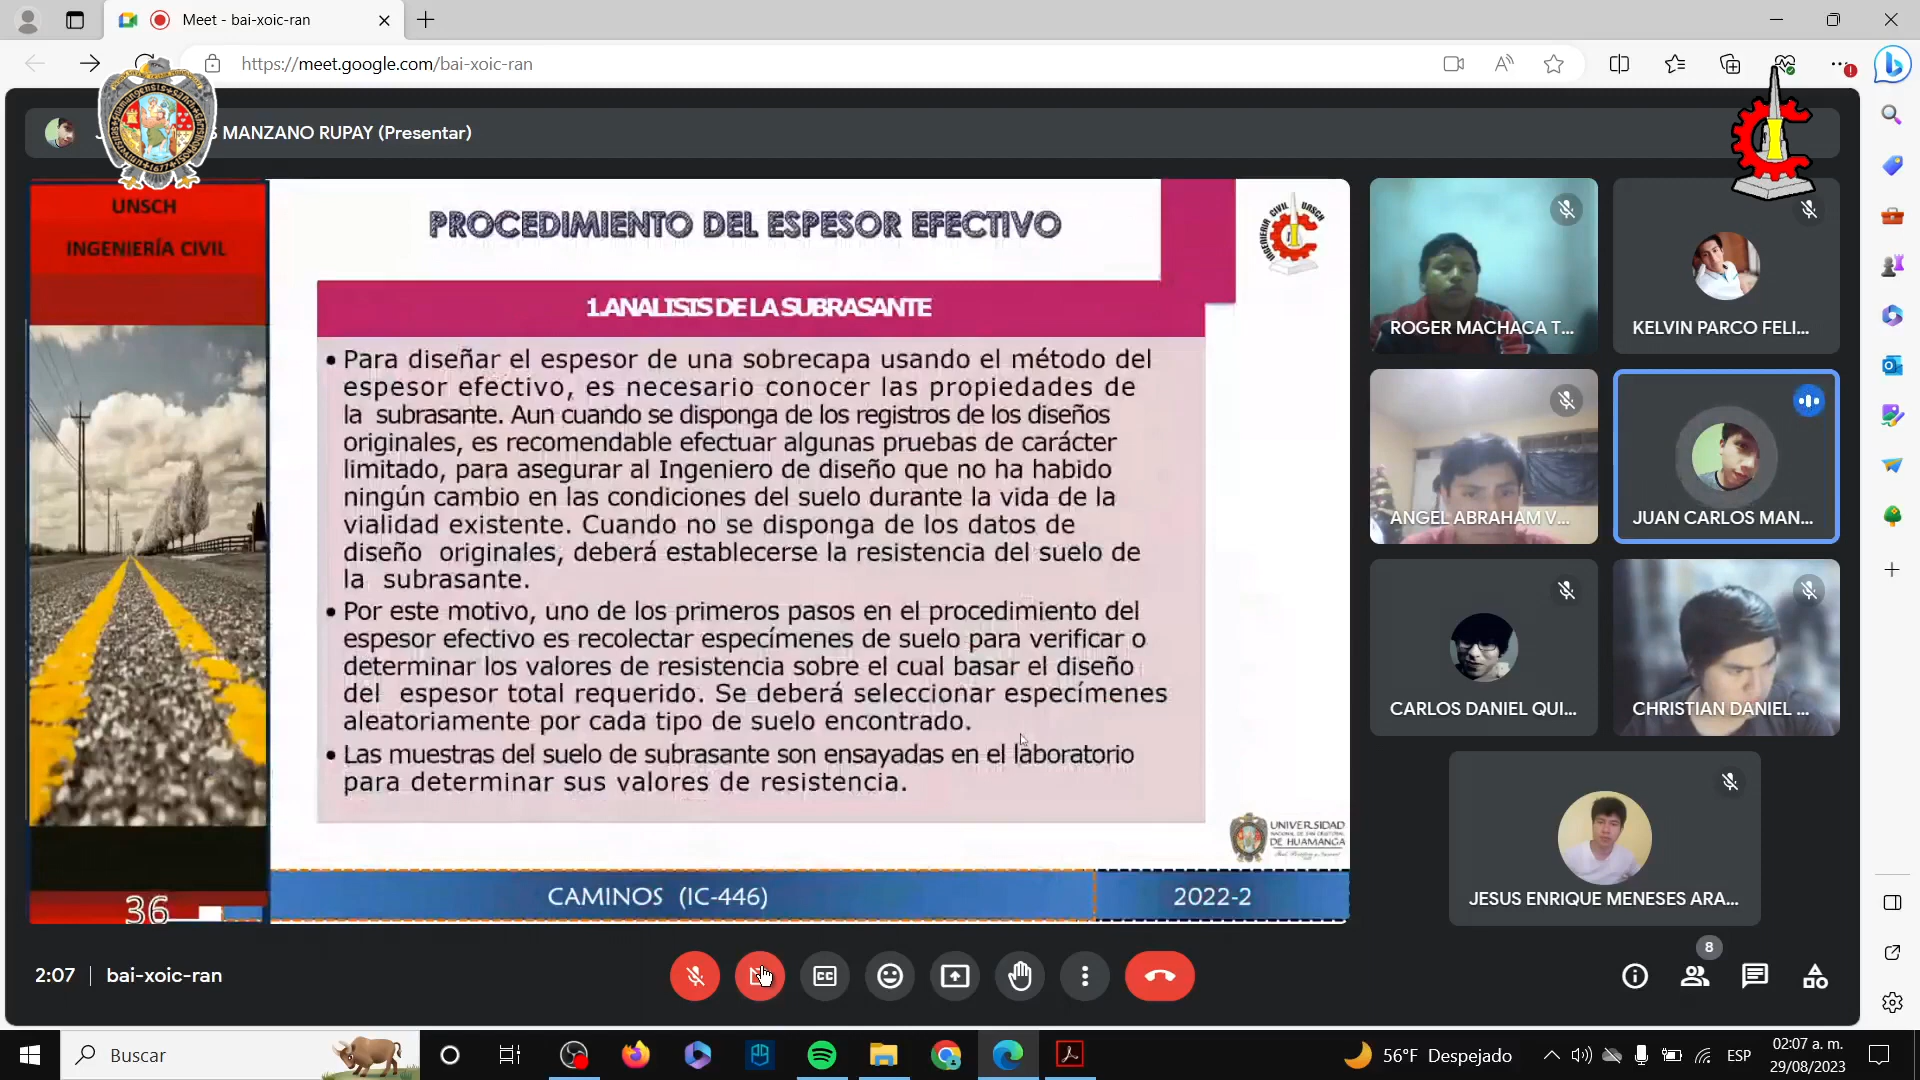 Meet - bai-xoic-ran
https://meet.google.com/bai-xoic-ran
MANZANO RUPAY (Presentar)
UNSCH
INGENIERÍA CIVIL
PROCEDIMIENTO DEL ESPESOR EFECTIVO
INGENIERIA CIVIL UNSCH
1.ANALISIS DE LA SUBRASANTE
• Para diseñar el espesor de una sobrecapa usando el método del
espesor efectivo, es necesario conocer las propiedades de
la subrasante. Aun cuando se disponga de los registros de los diseños
originales, es recomendable efectuar algunas pruebas de carácter
limitado, para asegurar al Ingeniero de diseño que no ha habido
ningún cambio en las condiciones del suelo durante la vida de la
vialidad existente. Cuando no se disponga de los datos de
diseño originales, deberá establecerse la resistencia del suelo de
la subrasante.
• Por este motivo, uno de los primeros pasos en el procedimiento del
espesor efectivo es recolectar especímenes de suelo para verificar o
determinar los valores de resistencia sobre el cual basar el diseño
del espesor total requerido. Se deberá seleccionar especímenes
aleatoriamente por cada tipo de suelo encontrado.
• Las muestras del suelo de subrasante son ensayadas en el laboratorio
para determinar sus valores de resistencia.
UNIVERSIDAD
DE HUAMANGA
36
CAMINOS (IC-446)
2022-2
ROGER MACHACA T...
KELVIN PARCO FELI...
ANGEL ABRAHAM V...
JUAN CARLOS MAN...
CARLOS DANIEL QUI...
CHRISTIAN DANIEL ...
JESUS ENRIQUE MENESES ARA...
2:07 | bai-xoic-ran
8
Buscar
56°F Despejado
ESP
02:07 a. m.
29/08/2023